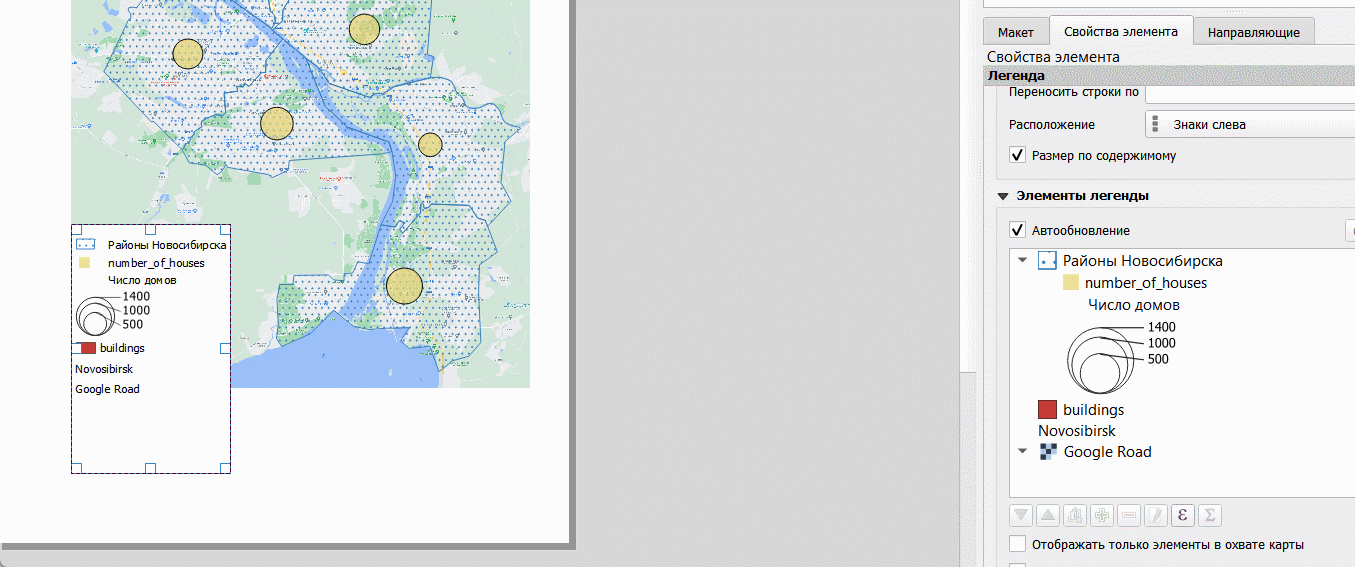 Районы Новосибирска
number_of_houses
Число домов
1400
1000
500
buildings
Novosibirsk
Google Road
Макет
Свойства элемента
Направляющие
Свойства элемента
Легенда
Переносить строки по
Расположение
Знаки слева
Размер по содержимому
Элементы легенды
Автообновление
Районы Новосибирска
number_of_houses
Число домов
1400
1000
500
buildings
Novosibirsk
Google Road
ε
Σ
Отображать только элементы в охвате карты